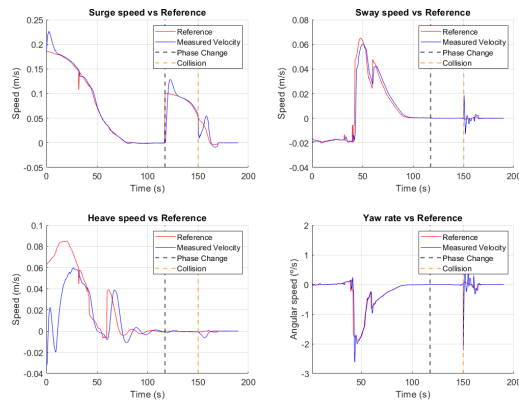 Surge speed vs Reference
Speed (m/s)
0.25
0.2
0.15
0.1
0.05
0
-0.05
0
50
100
150
200
Time (s)
Reference
Measured Velocity
Phase Change
Collision
Sway speed vs Reference
Speed (m/s)
0.08
0.06
0.04
0.02
0
-0.02
-0.04
0
50
100
150
200
Time (s)
Reference
Measured Velocity
Phase Change
Collision
Heave speed vs Reference
Speed (m/s)
0.1
0.08
0.06
0.04
0.02
0
-0.02
-0.04
0
50
100
150
200
Time (s)
Reference
Measured Velocity
Phase Change
Collision
Yaw rate vs Reference
Angular speed (º/s)
2
1
0
-1
-2
-3
0
50
100
150
200
Time (s)
Reference
Measured Velocity
Phase Change
Collision